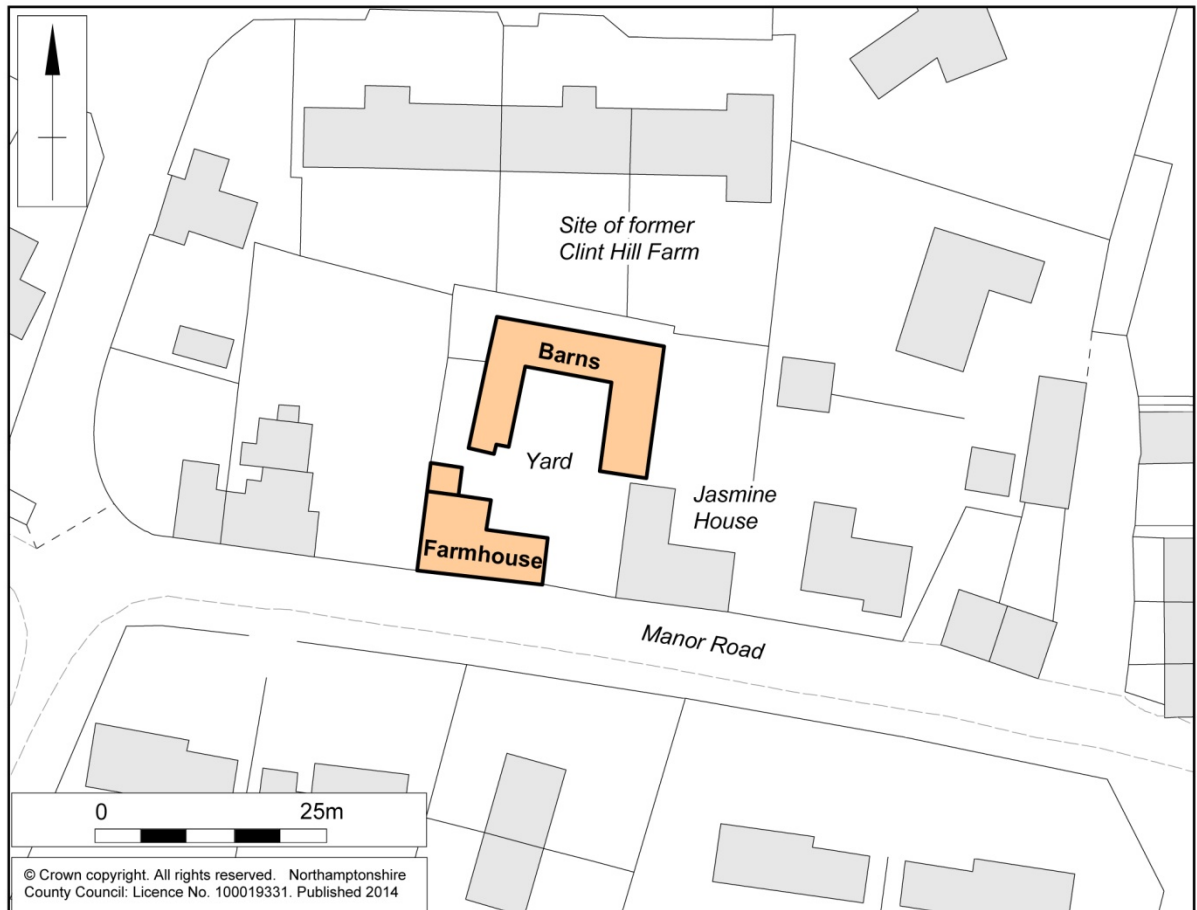 Site of former
Clint Hill Farm
Barns
Yard
Jasmine
House
Farmhouse
Manor Road
0 25m
© Crown copyright. All rights reserved. Northamptonshire
County Council: Licence No. 100019331. Published 2014